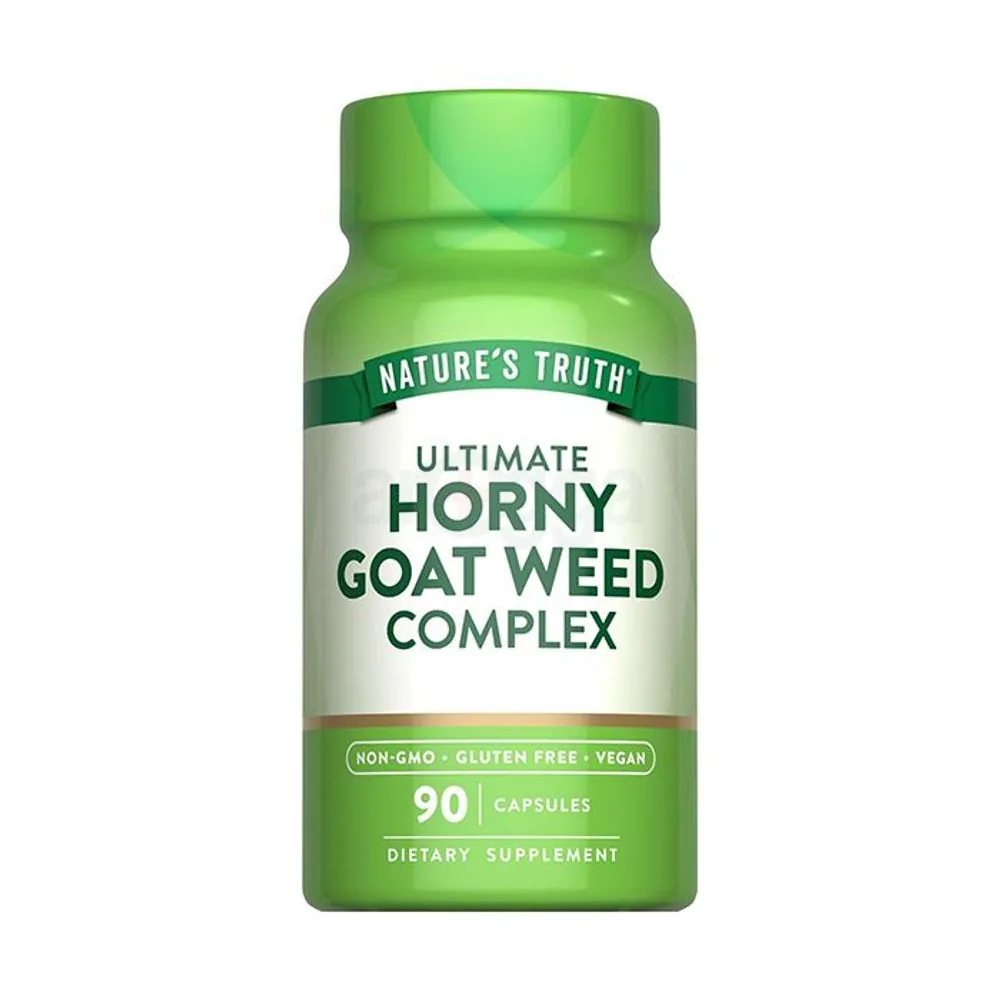 NATURE'S TRUTH®
ULTIMATE
HORNY
GOAT WEED
COMPLEX
NON-GMO • GLUTEN FREE • VEGAN
90 | CAPSULES
DIETARY SUPPLEMENT